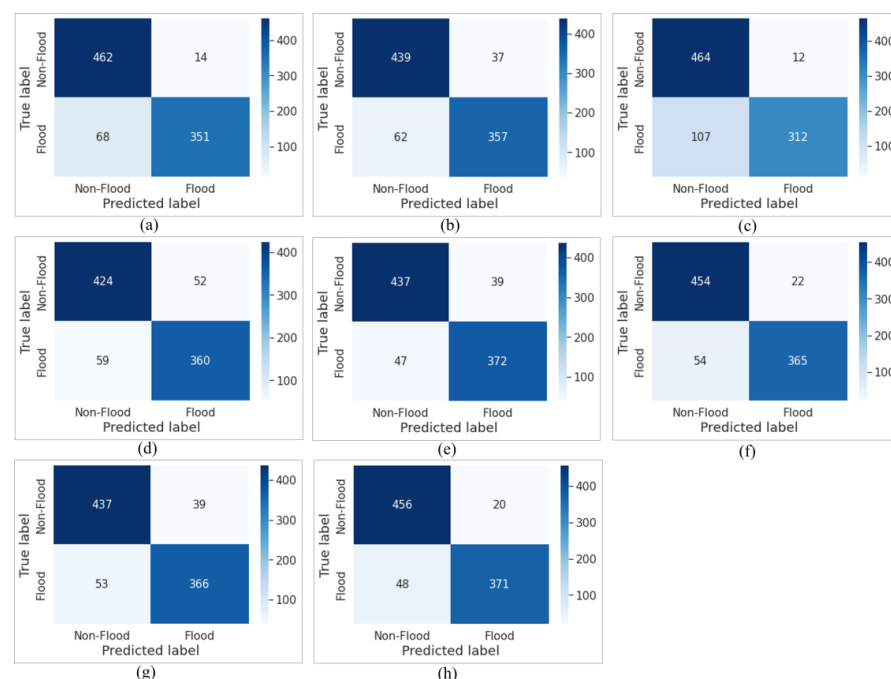 True label
Non-Flood
Flood
462
14
68
351
400
300
200
100
Non-Flood
Flood
Predicted label
(a)
True label
Non-Flood
Flood
439
37
62
357
400
300
200
100
Non-Flood
Flood
Predicted label
(b)
True label
Non-Flood
Flood
464
12
107
312
400
300
200
100
Non-Flood
Flood
Predicted label
(c)
True label
Non-Flood
Flood
424
52
59
360
400
300
200
100
Non-Flood
Flood
Predicted label
(d)
True label
Non-Flood
Flood
437
39
47
372
400
300
200
100
Non-Flood
Flood
Predicted label
(e)
True label
Non-Flood
Flood
454
22
54
365
400
300
200
100
Non-Flood
Flood
Predicted label
(f)
True label
Non-Flood
Flood
437
39
53
366
400
300
200
100
Non-Flood
Flood
Predicted label
(g)
True label
Non-Flood
Flood
456
20
48
371
400
300
200
100
Non-Flood
Flood
Predicted label
(h)